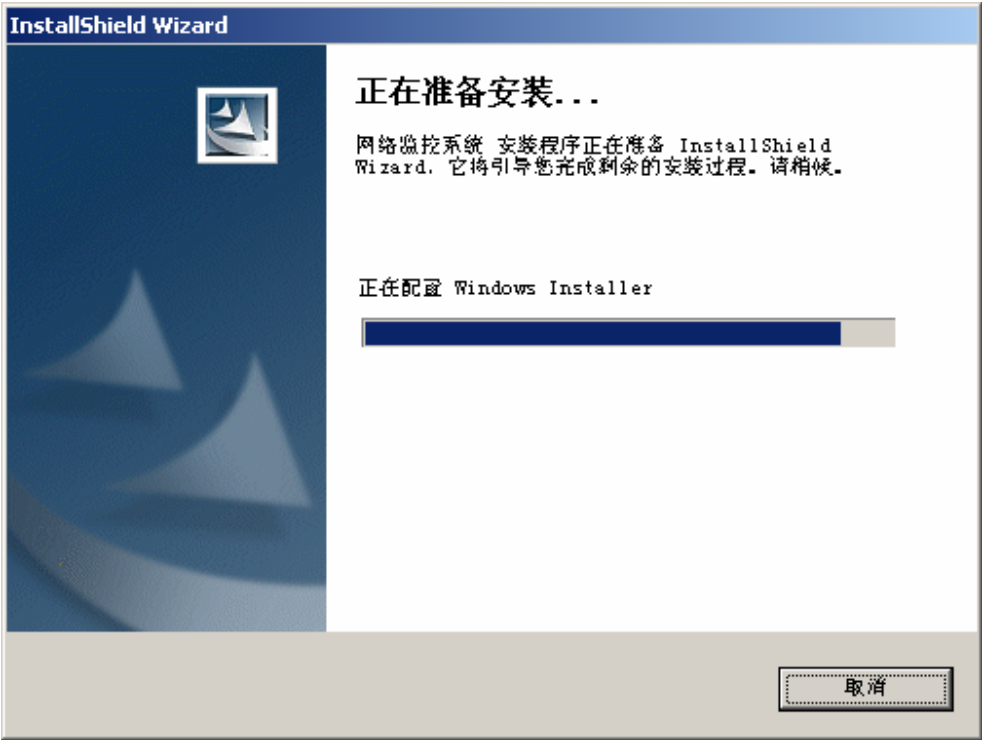 InstallShield Wizard
正在准备安装...
网络监控系统 安装程序正在准备 InstallShield
Wizard，它将引导您完成剩余的安装过程。请稍候。
正在配置 Windows Installer
取消